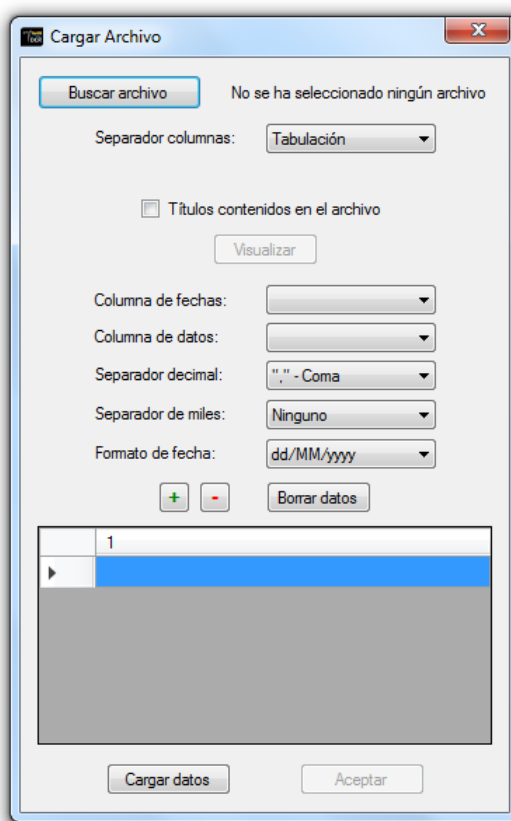 Cargar Archivo
Buscar archivo No se ha seleccionado ningún archivo
Separador columnas: Tabulación
Títulos contenidos en el archivo
Visualizar
Columna de fechas:
Columna de datos:
Separador decimal: "," - Coma
Separador de miles: Ninguno
Formato de fecha: dd/MM/yyyy
+ - Borrar datos
1
Cargar datos Aceptar